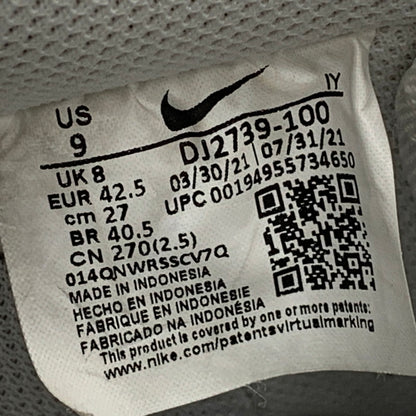 IY
US
9
DJ2739-100
UK 8
03/30/21 07/31/21
EUR 42.5
UPC 00194955734650
cm 27
BR 40.5
CN 270(2.5)
014QNWRSSCV7Q
MADE IN INDONESIA
HECHO EN INDONESIA
FABRIQUE EN INDONESIE
FABRICADO NA INDONÉSIA
This product is covered by one or more patents:
www.nike.com/patentsvirtualmarking